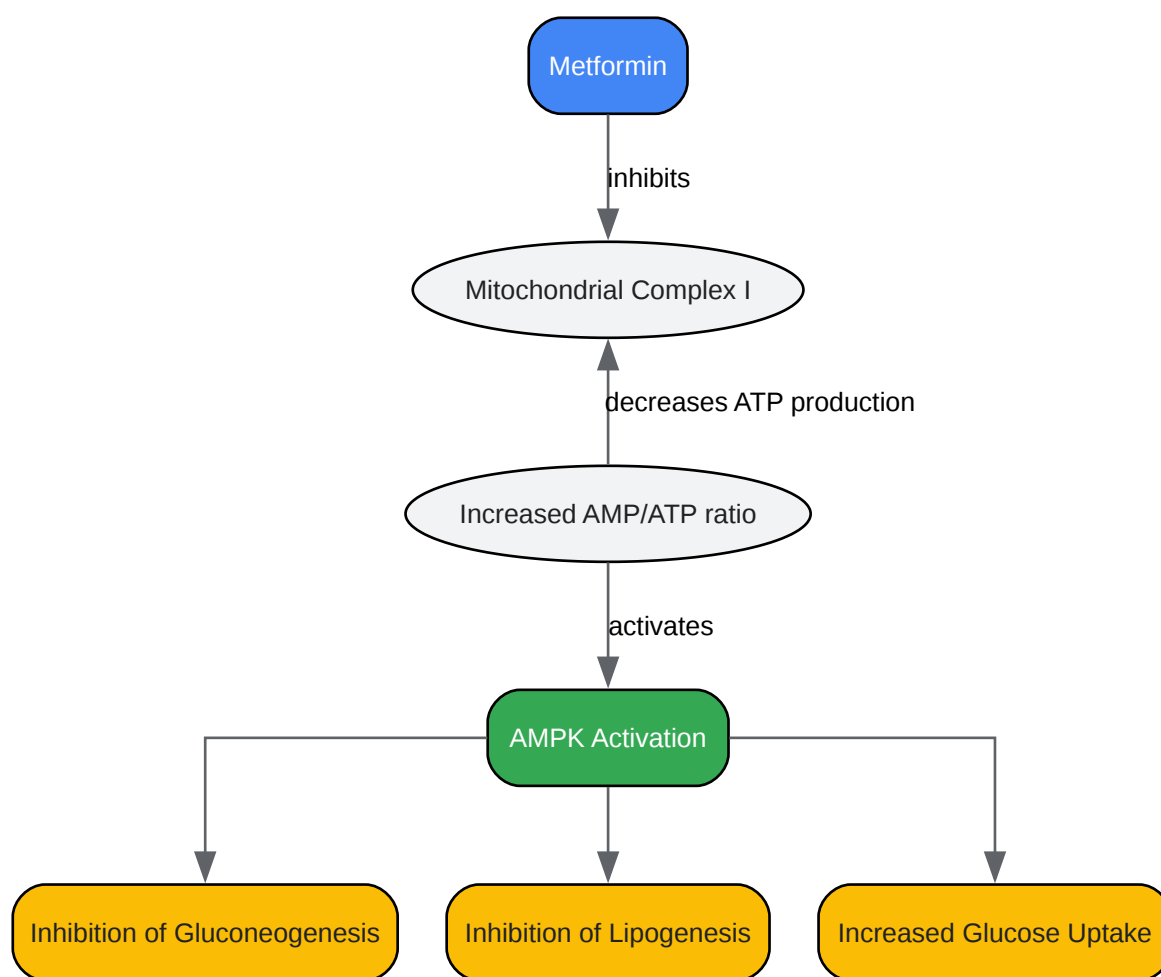 Metformin
inhibits
Mitochondrial Complex I
decreases ATP production
Increased AMP/ATP ratio
activates
AMPK Activation
Inhibition of Gluconeogenesis
Inhibition of Lipogenesis
Increased Glucose Uptake